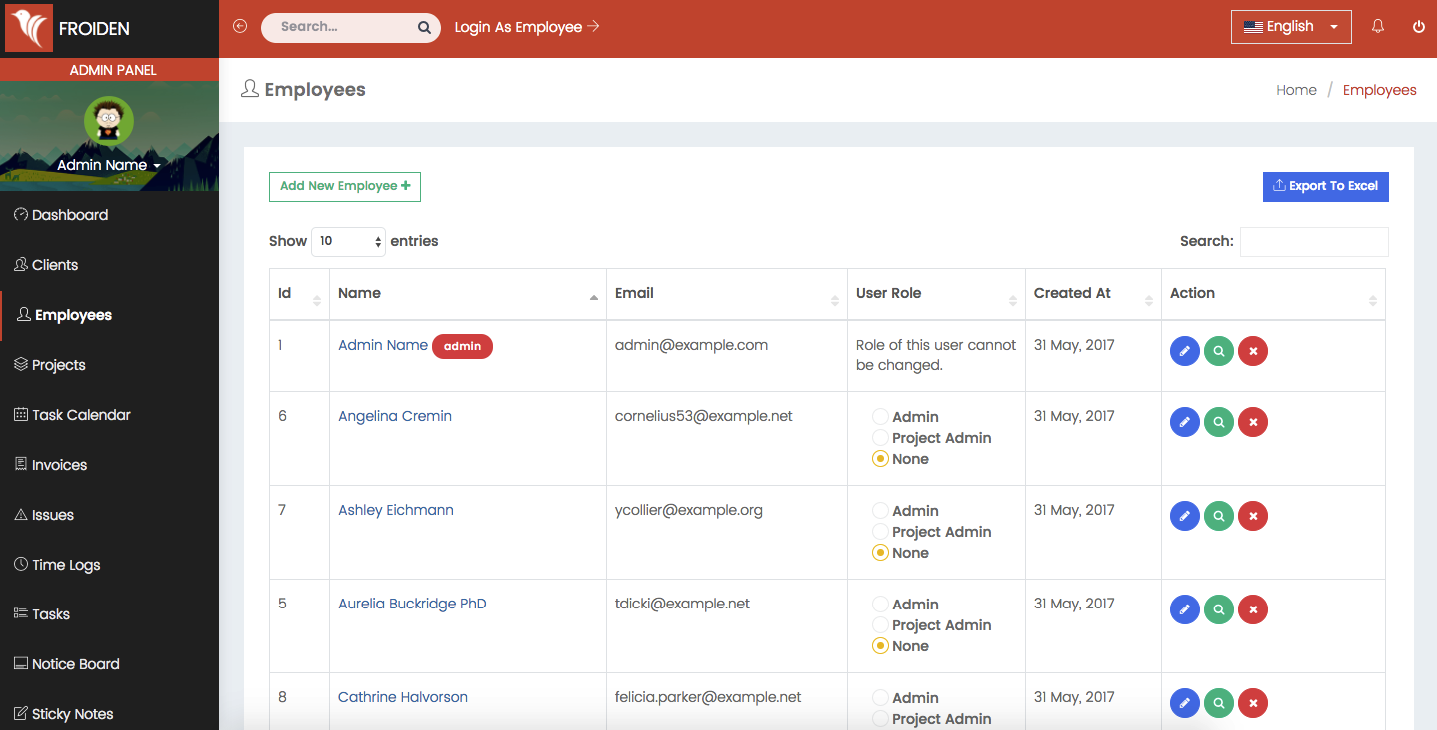 FROIDEN
Search...
Login As Employee
English
ADMIN PANEL
Admin Name
Dashboard
Clients
Employees
Projects
Task Calendar
Invoices
Issues
Time Logs
Tasks
Notice Board
Sticky Notes
Employees
Home / Employees
Add New Employee +
Export To Excel
Show 10 entries
Search:
Id Name Email User Role Created At Action
1 Admin Name admin admin@example.com Role of this user cannot be changed. 31 May, 2017
6 Angelina Cremin cornelius53@example.net Admin 31 May, 2017
Project Admin
None
7 Ashley Eichmann ycollier@example.org Admin 31 May, 2017
Project Admin
None
5 Aurelia Buckridge PhD tdicki@example.net Admin 31 May, 2017
Project Admin
None
8 Cathrine Halvorson felicia.parker@example.net Admin 31 May, 2017
Project Admin